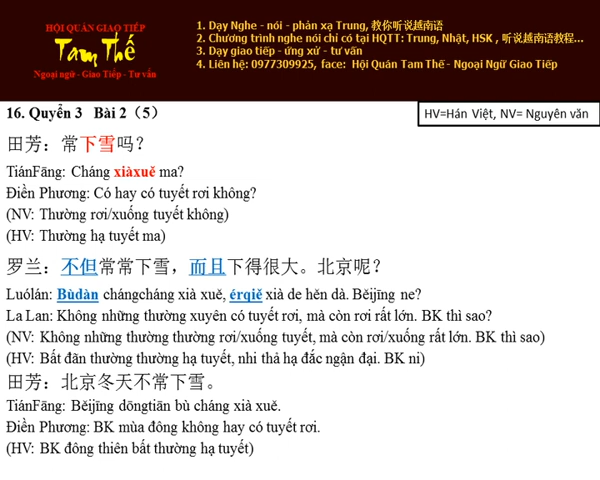 HỘI QUÁN GIAO TIẾP
Tam Thế
Ngoại ngữ - Giao Tiếp - Tư vấn
1. Dạy Nghe - nói - phản xạ Trung, 教你听说越南语
2. Chương trình nghe nói chỉ có tại HQTT: Trung, Nhật, HSK , 听说越南语教程...
3. Dạy giao tiếp - ứng xử - tư vấn
4. Liên hệ: 0977309925, face: Hội Quán Tam Thế - Ngoại Ngữ Giao Tiếp
16. Quyển 3 Bài 2（5）
HV=Hán Việt, NV= Nguyên văn
田芳：常下雪吗？
TiánFāng: Cháng xiàxuě ma?
Điền Phương: Có hay có tuyết rơi không?
(NV: Thường rơi/xuống tuyết không)
(HV: Thường hạ tuyết ma)
罗兰：不但常常下雪，而且下得很大。北京呢？
Luólán: Bùdàn chángcháng xià xuě, érqiě xià de hěn dà. Běijīng ne?
La Lan: Không những thường xuyên có tuyết rơi, mà còn rơi rất lớn. BK thì sao?
(NV: Không những thường thường rơi/xuống tuyết, mà còn rơi/xuống rất lớn. BK thì sao)
(HV: Bất đãn thường thường hạ tuyết, nhi thả hạ đắc ngận đại. BK ni)
田芳：北京冬天不常下雪。
TiánFāng: Běijīng dōngtiān bù cháng xià xuě.
Điền Phương: BK mùa đông không hay có tuyết rơi.
(HV: BK đông thiên bất thường hạ tuyết)